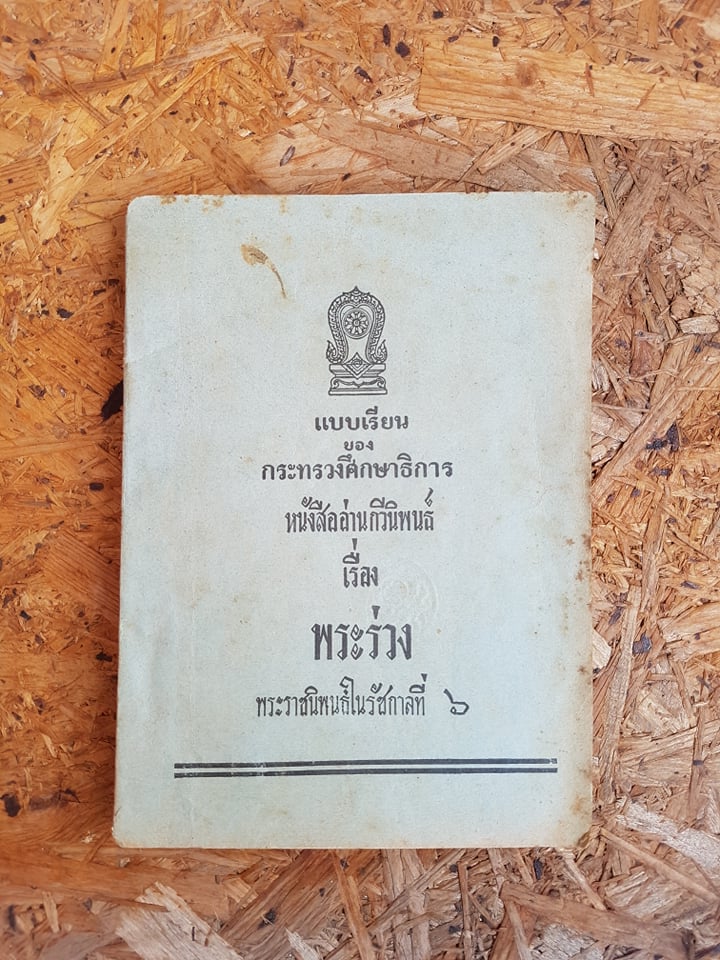 แบบเรียน
ของ
กระทรวงศึกษาธิการ
หนังสืออ่านกวีนิพนธ์
เรื่อง
พระร่วง
พระราชนิพนธ์ในรัชกาลที่ ๖